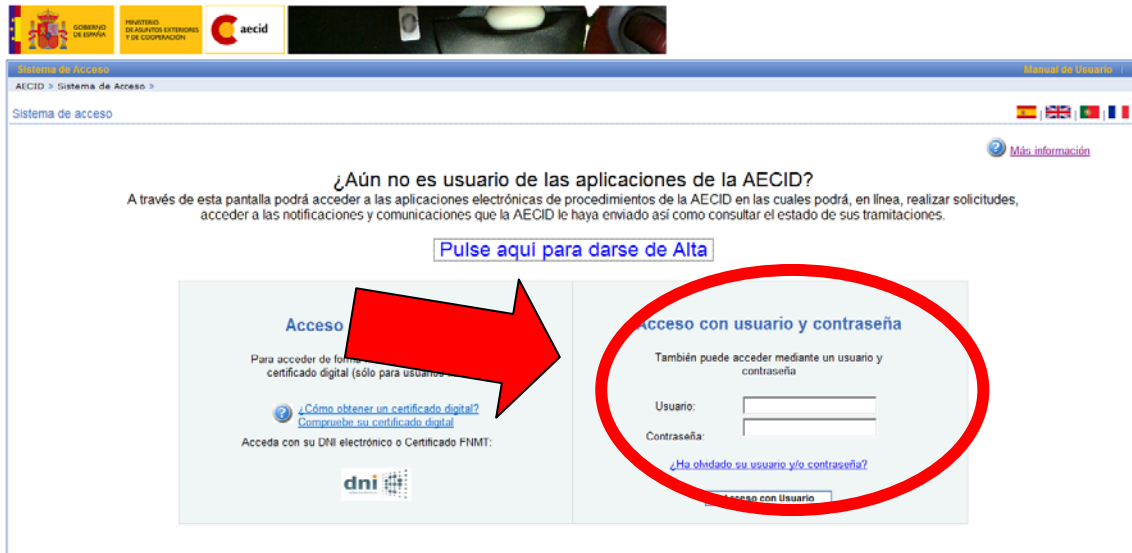 GOBIERNO
DE ESPAÑA
MINISTERIO
DE ASUNTOS EXTERIORES
Y DE COOPERACIÓN
aecid
Sistema de Acceso
Manual de Usuario
AECID > Sistema de Acceso >
Sistema de acceso
Más información
¿Aún no es usuario de las aplicaciones de la AECID?
A través de esta pantalla podrá acceder a las aplicaciones electrónicas de procedimientos de la AECID en las cuales podrá, en línea, realizar solicitudes,
acceder a las notificaciones y comunicaciones que la AECID le haya enviado así como consultar el estado de sus tramitaciones.
Pulse aquí para darse de Alta
Acceso
Para acceder de forma
certificado digital (sólo para usuarios
¿Cómo obtener un certificado digital?
Compruebe su certificado digital
Acceda con su DNI electrónico o Certificado FNMT:
dni
Acceso con usuario y contraseña
También puede acceder mediante un usuario y
contraseña
Usuario:
Contraseña:
¿Ha olvidado su usuario y/o contraseña?
Acceso con Usuario